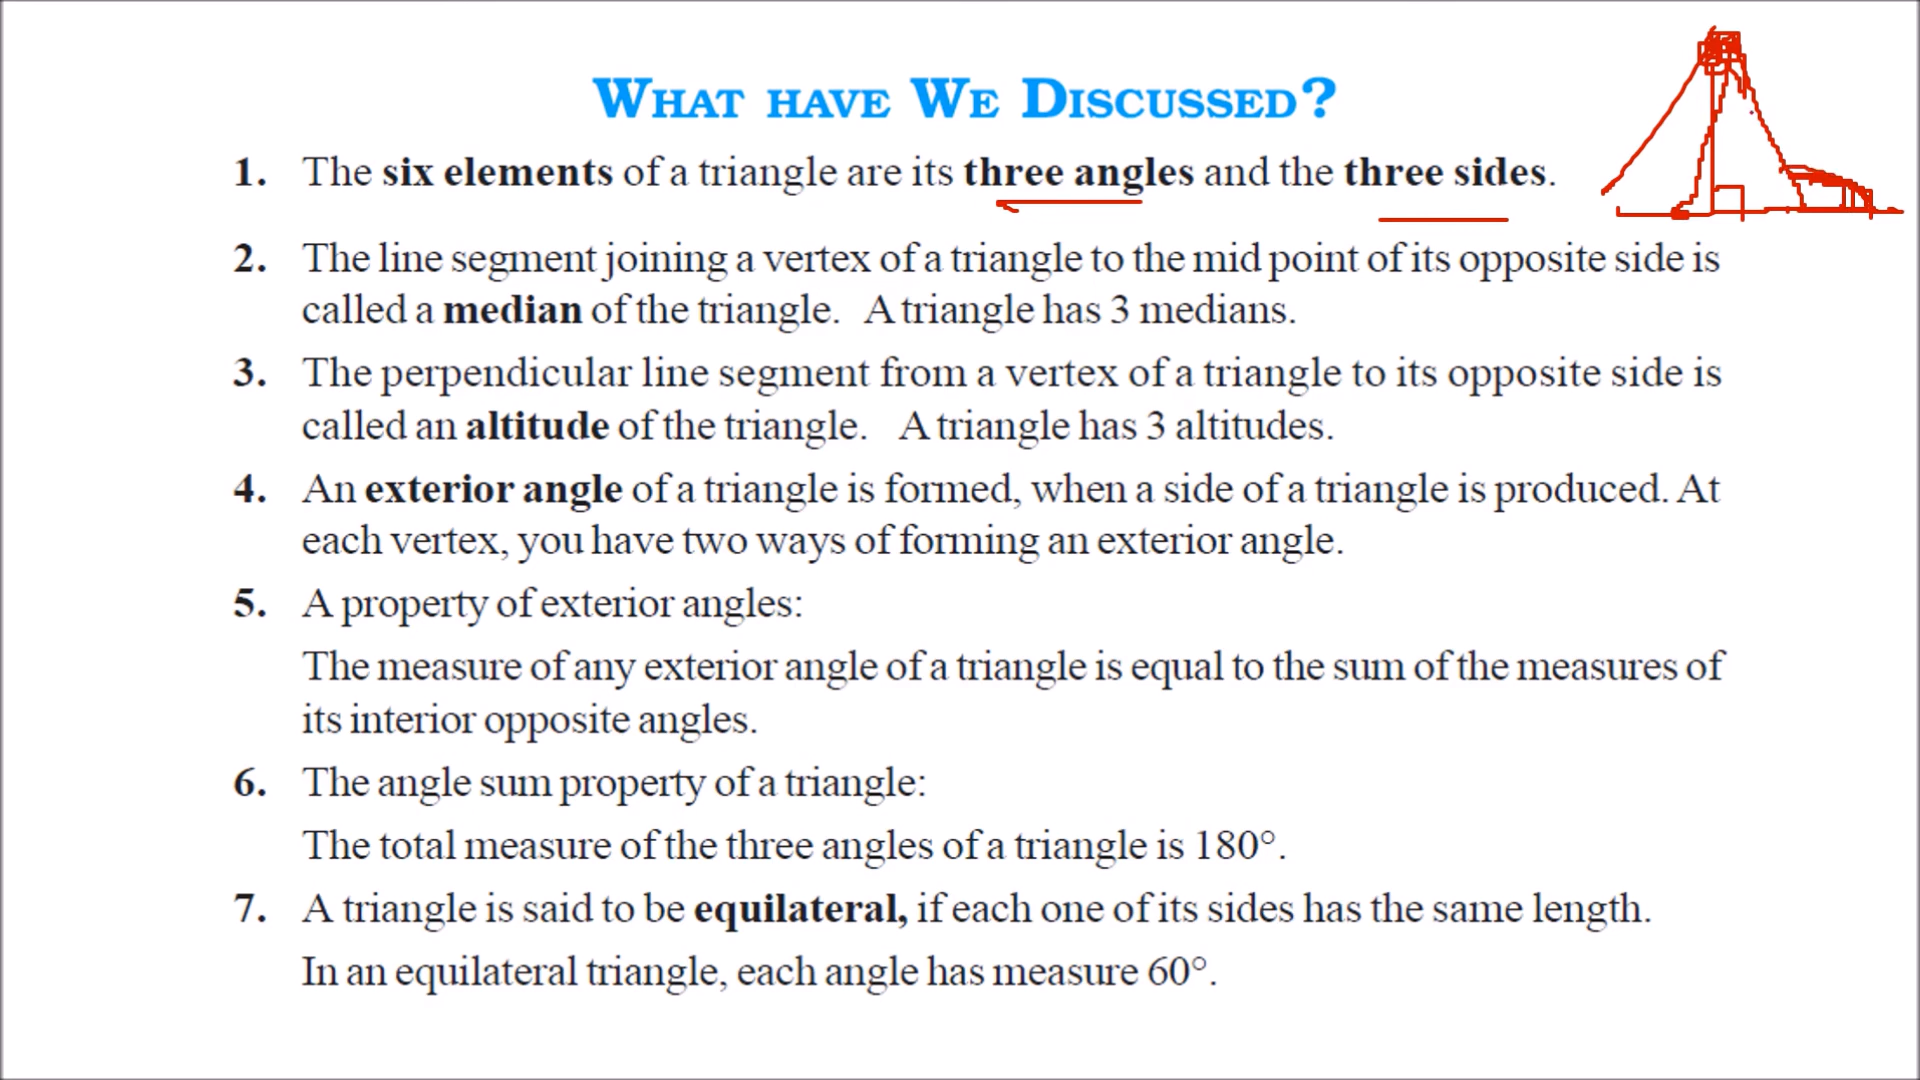 WHAT HAVE WE DISCUSSED?
1. The six elements of a triangle are its three angles and the three sides.
2. The line segment joining a vertex of a triangle to the mid point of its opposite side is
called a median of the triangle. A triangle has 3 medians.
3. The perpendicular line segment from a vertex of a triangle to its opposite side is
called an altitude of the triangle. A triangle has 3 altitudes.
4. An exterior angle of a triangle is formed, when a side of a triangle is produced. At
each vertex, you have two ways of forming an exterior angle.
5. A property of exterior angles:
The measure of any exterior angle of a triangle is equal to the sum of the measures of
its interior opposite angles.
6. The angle sum property of a triangle:
The total measure of the three angles of a triangle is 180°.
7. A triangle is said to be equilateral, if each one of its sides has the same length.
In an equilateral triangle, each angle has measure 60°.